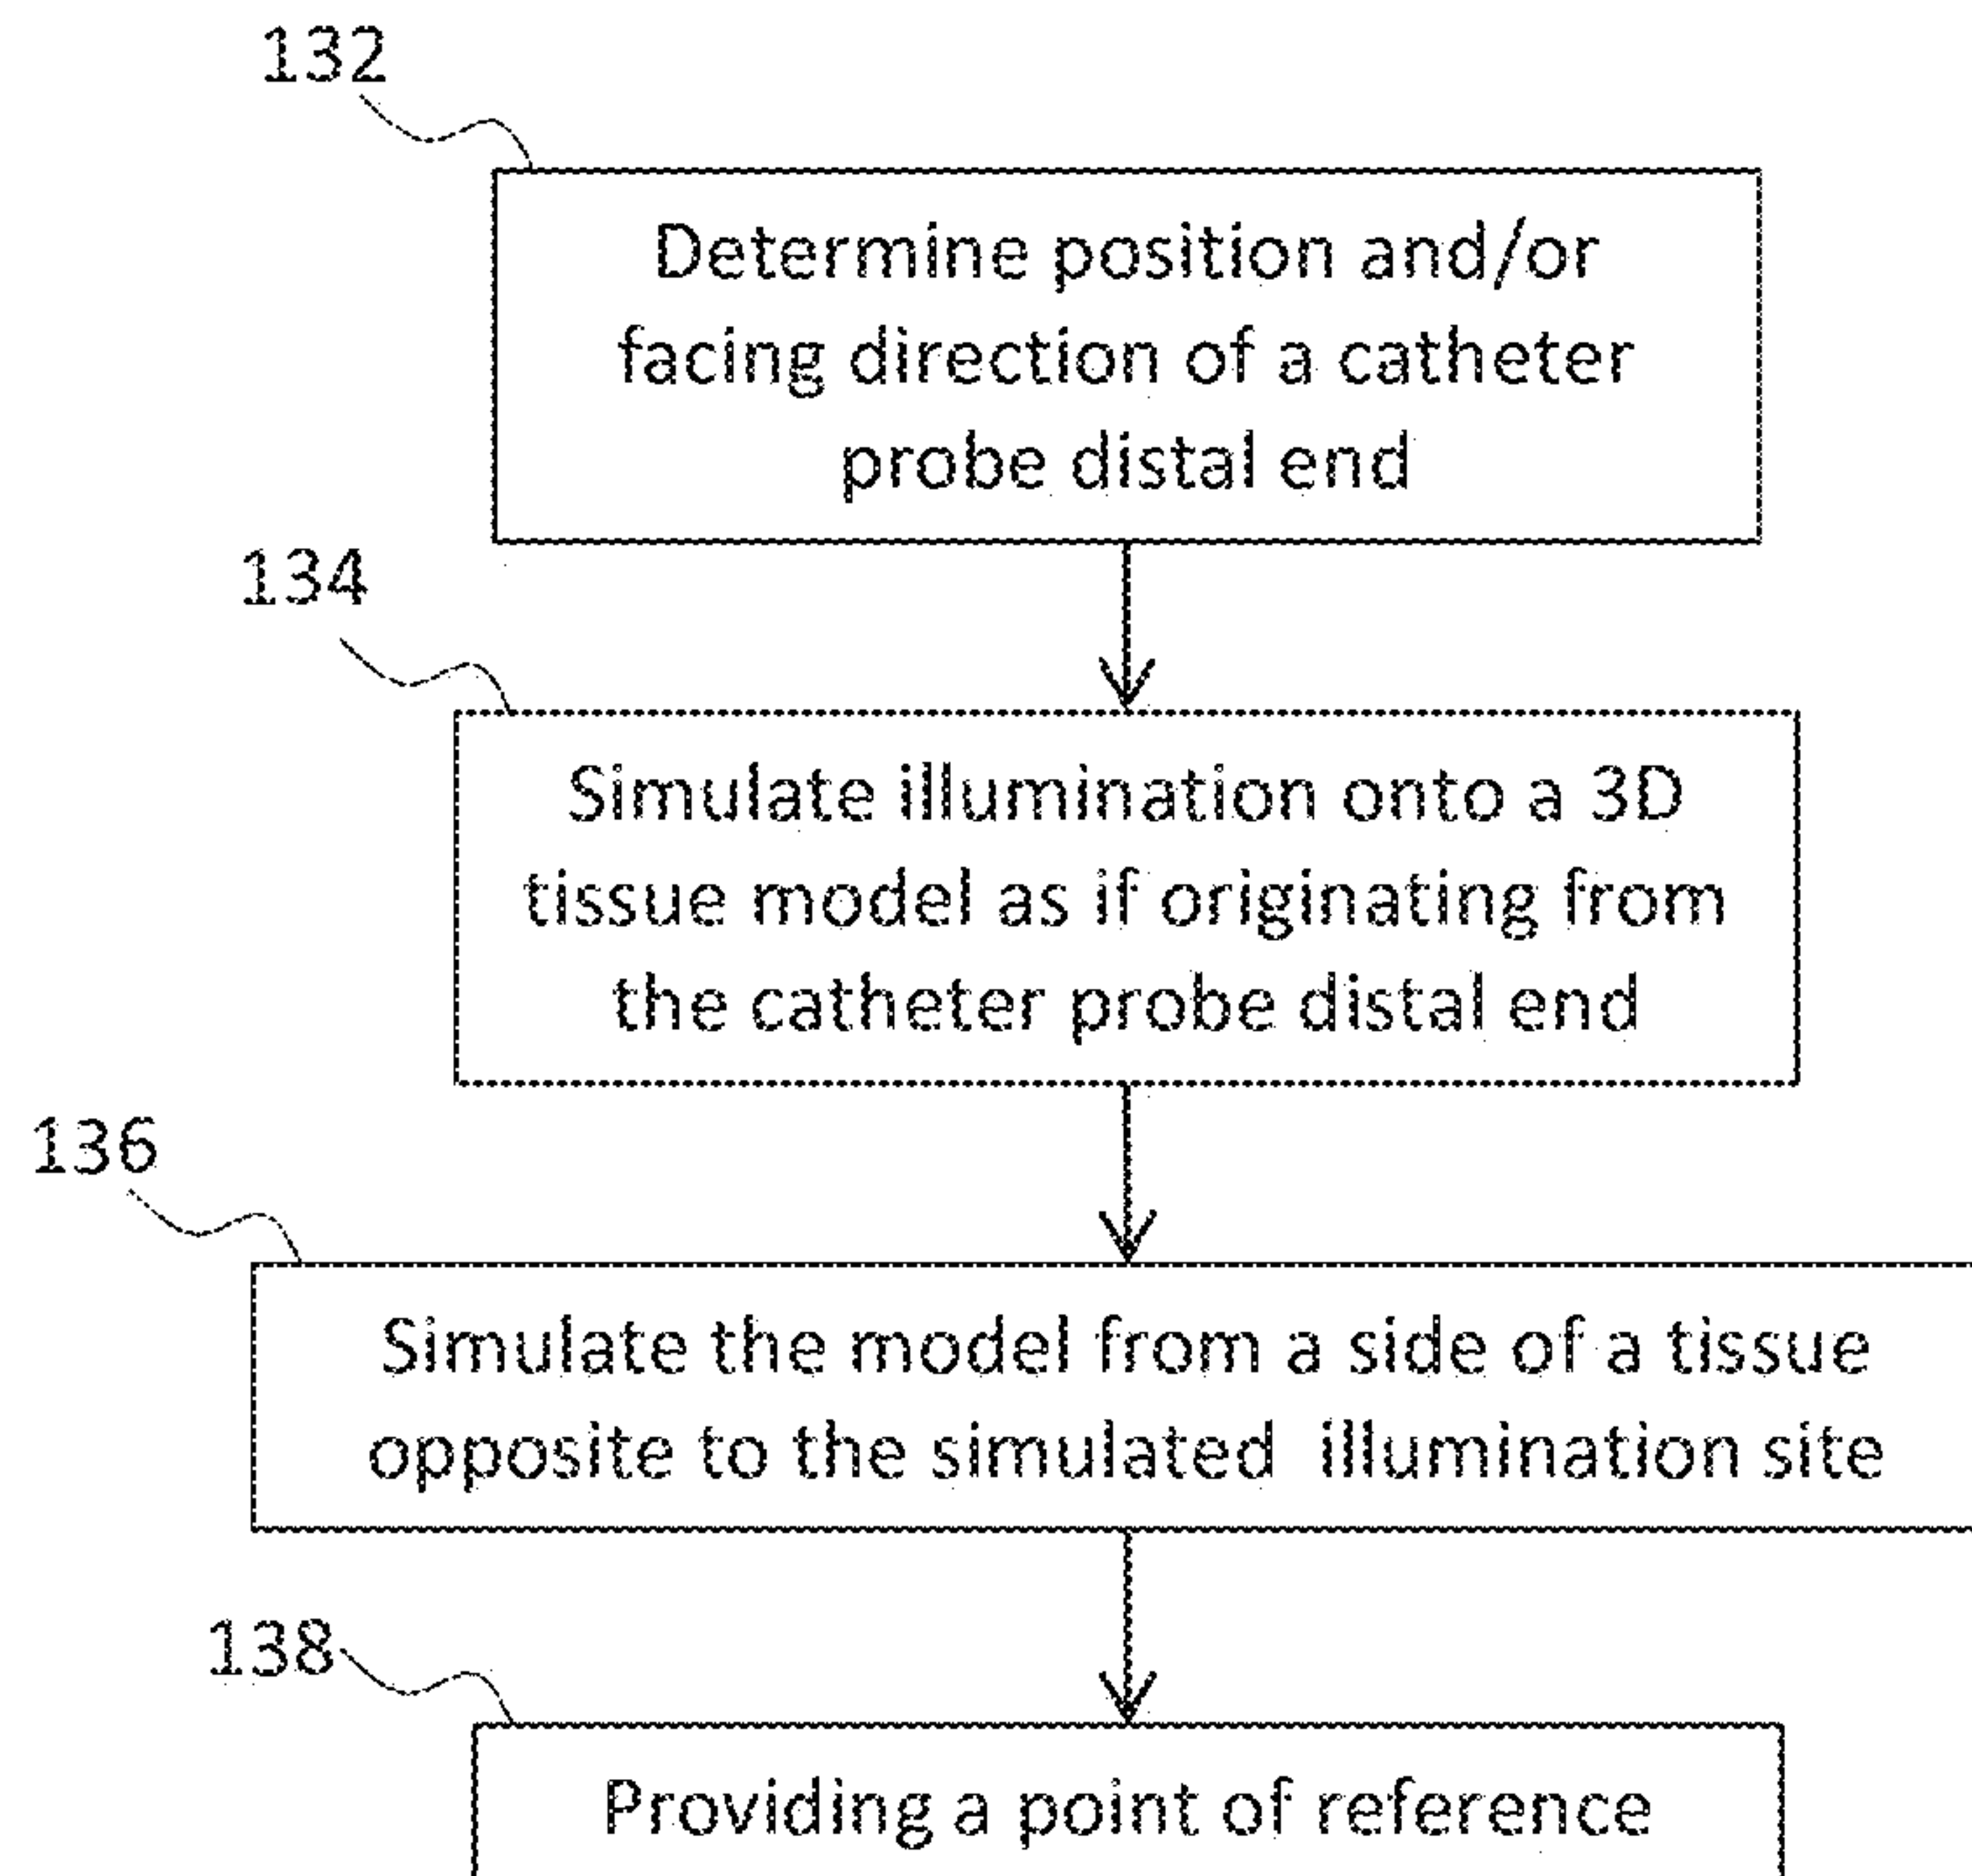 132
Determine position and/or
facing direction of a catheter
probe distal end
134
Simulate illumination onto a 3D
tissue model as if originating from
the catheter probe distal end
136
Simulate the model from a side of a tissue
opposite to the simulated illumination site
138
Providing a point of reference